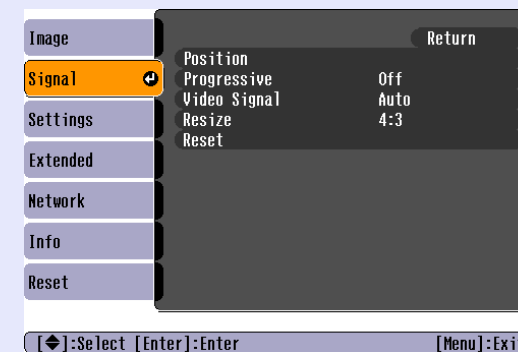 Image
Signal
Settings
Extended
Network
Info
Reset
Return
Position
Progressive Off
Video Signal Auto
Resize 4:3
Reset
[◆]:Select [Enter]:Enter [Menu]:Exi